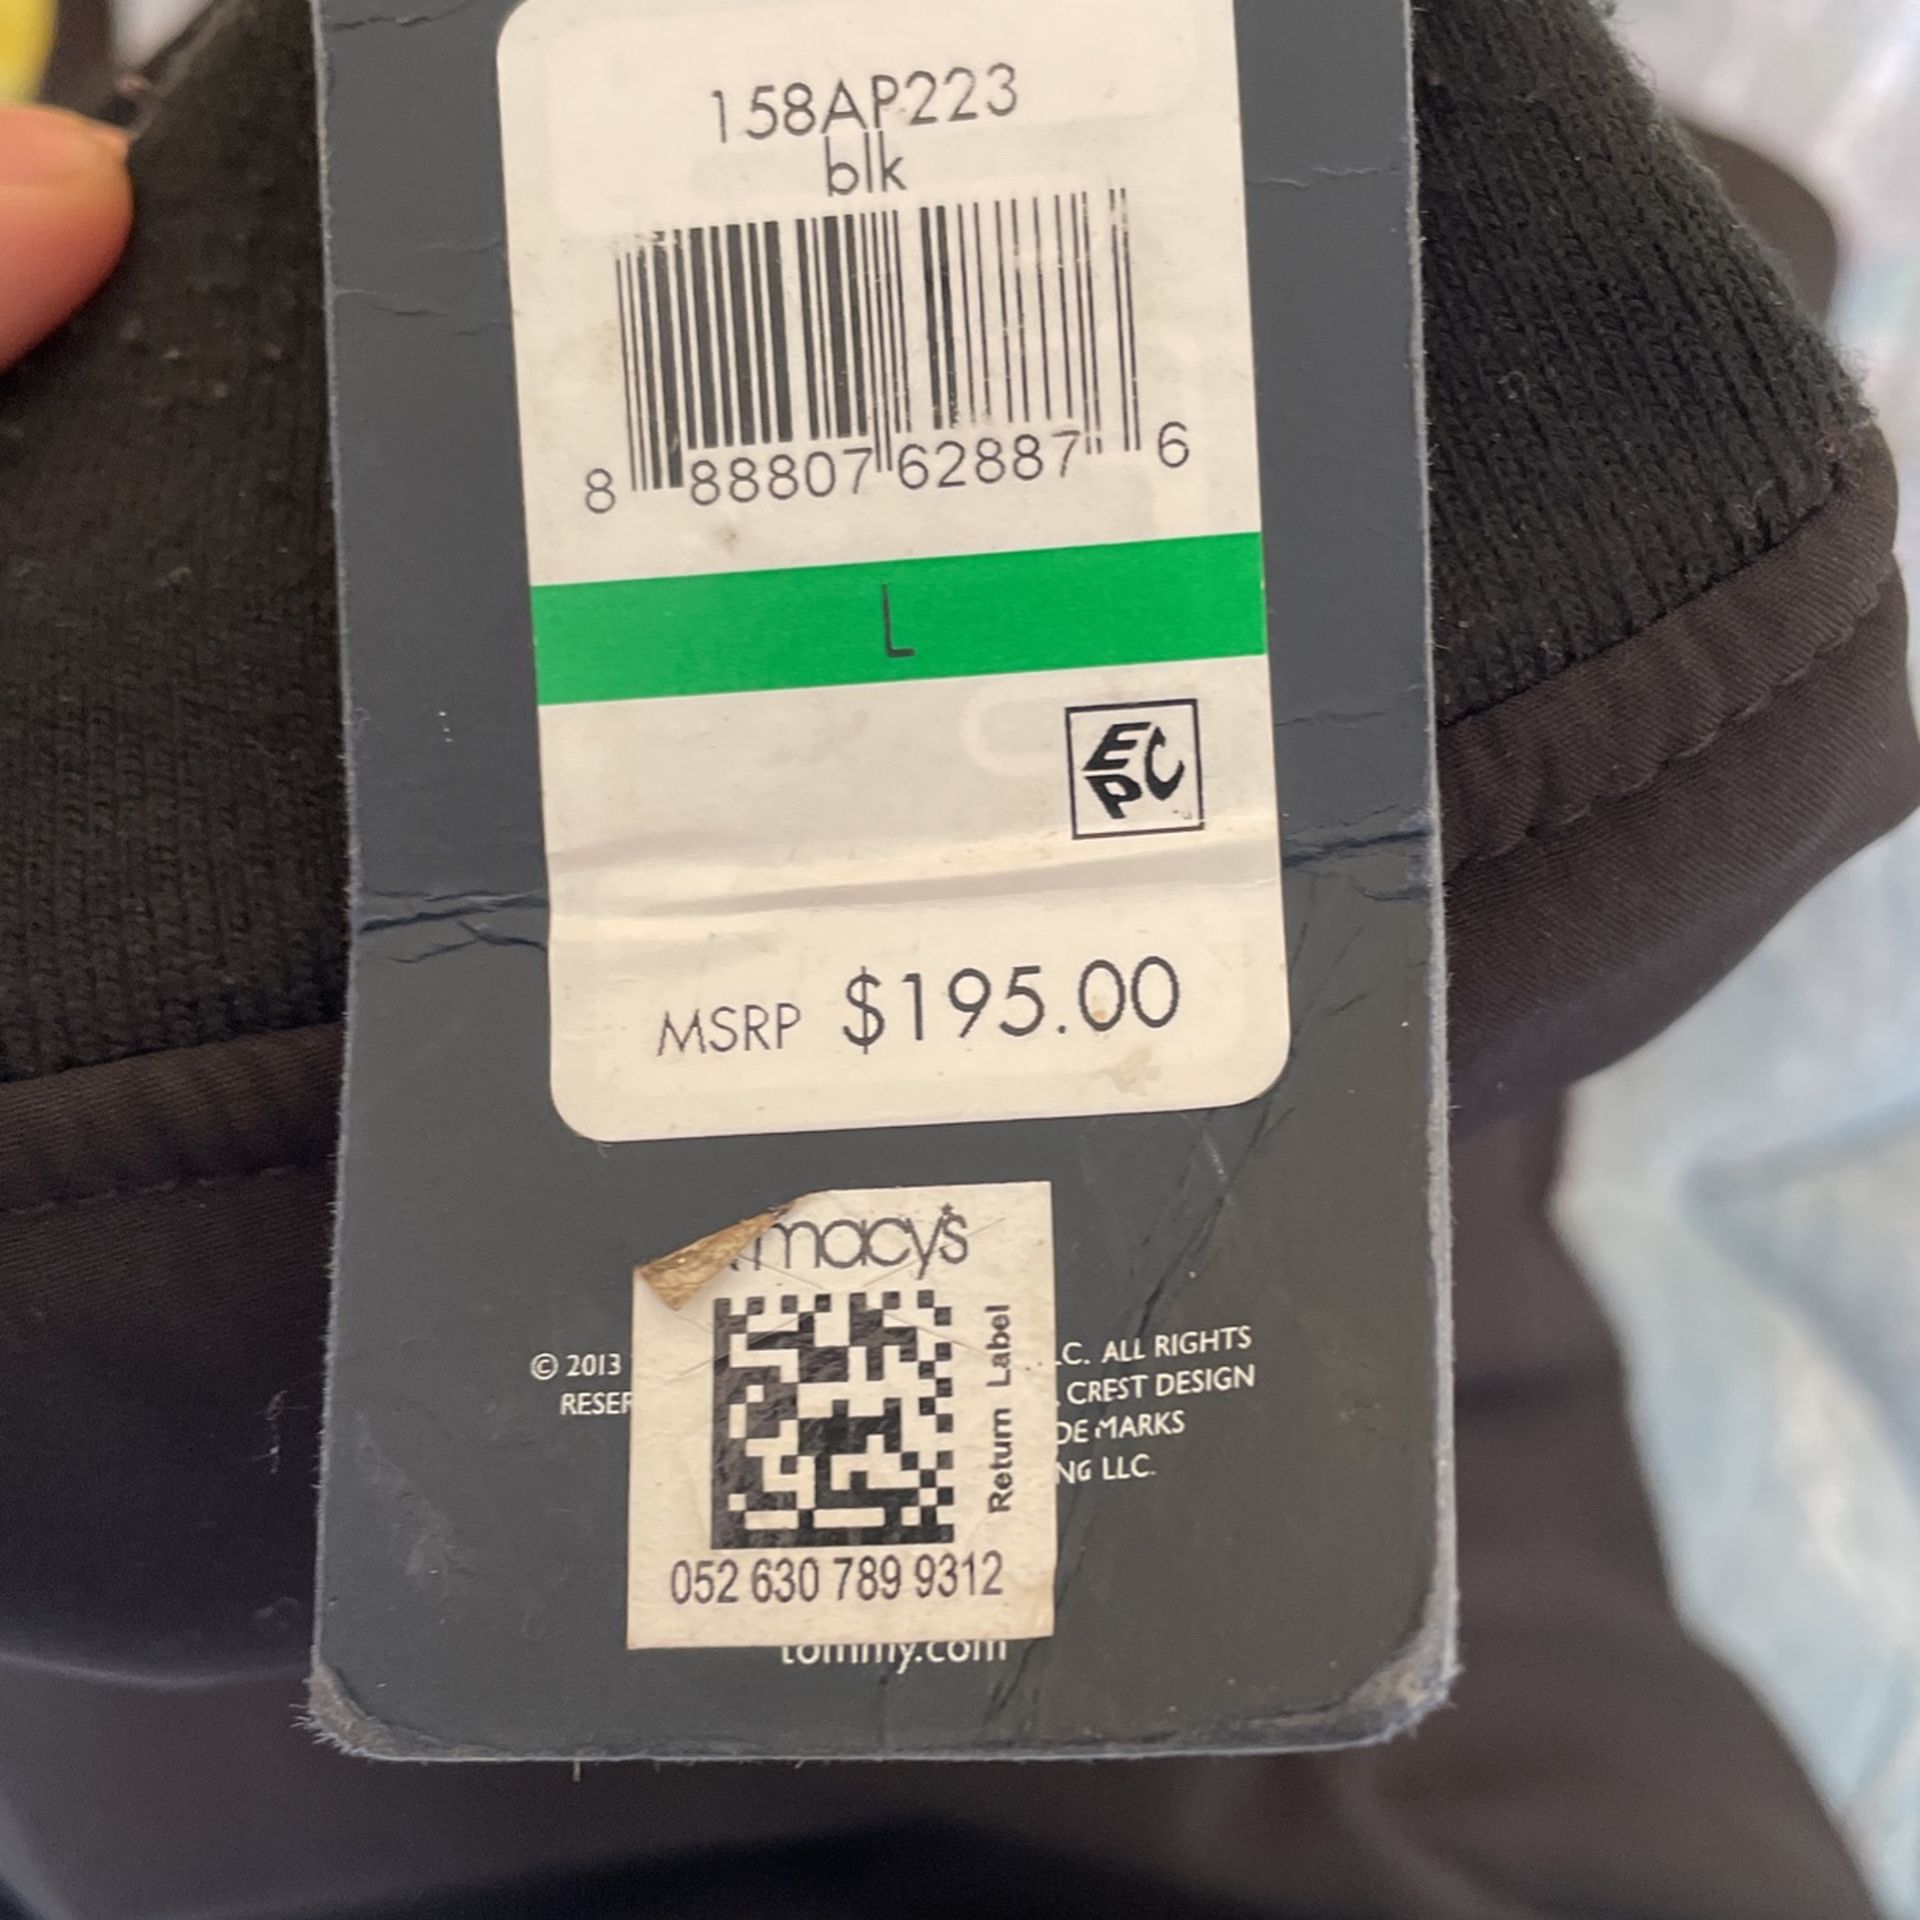 158AP223
blk
8 88807 62887 6
L
EPC
MSRP $195.00
macy's
Return Label
© 2013 .C. ALL RIGHTS
RESER CREST DESIGN
DE MARKS
NG LLC.
052 630 789 9312
tommy.com